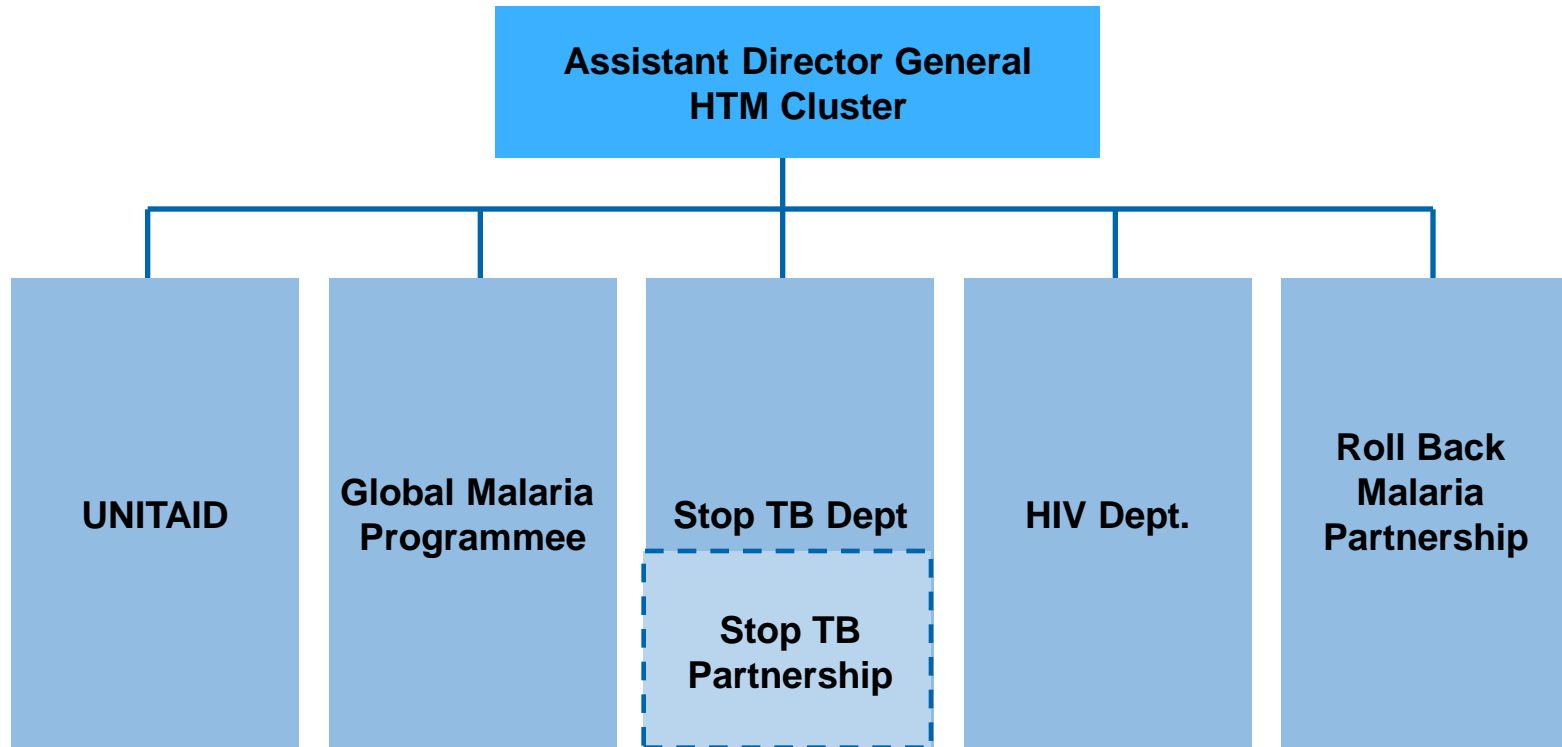 Assistant Director General
HTM Cluster
UNITAID
Global Malaria
Programmee
Stop TB Dept
HIV Dept.
Roll Back
Malaria
Partnership
Stop TB
Partnership